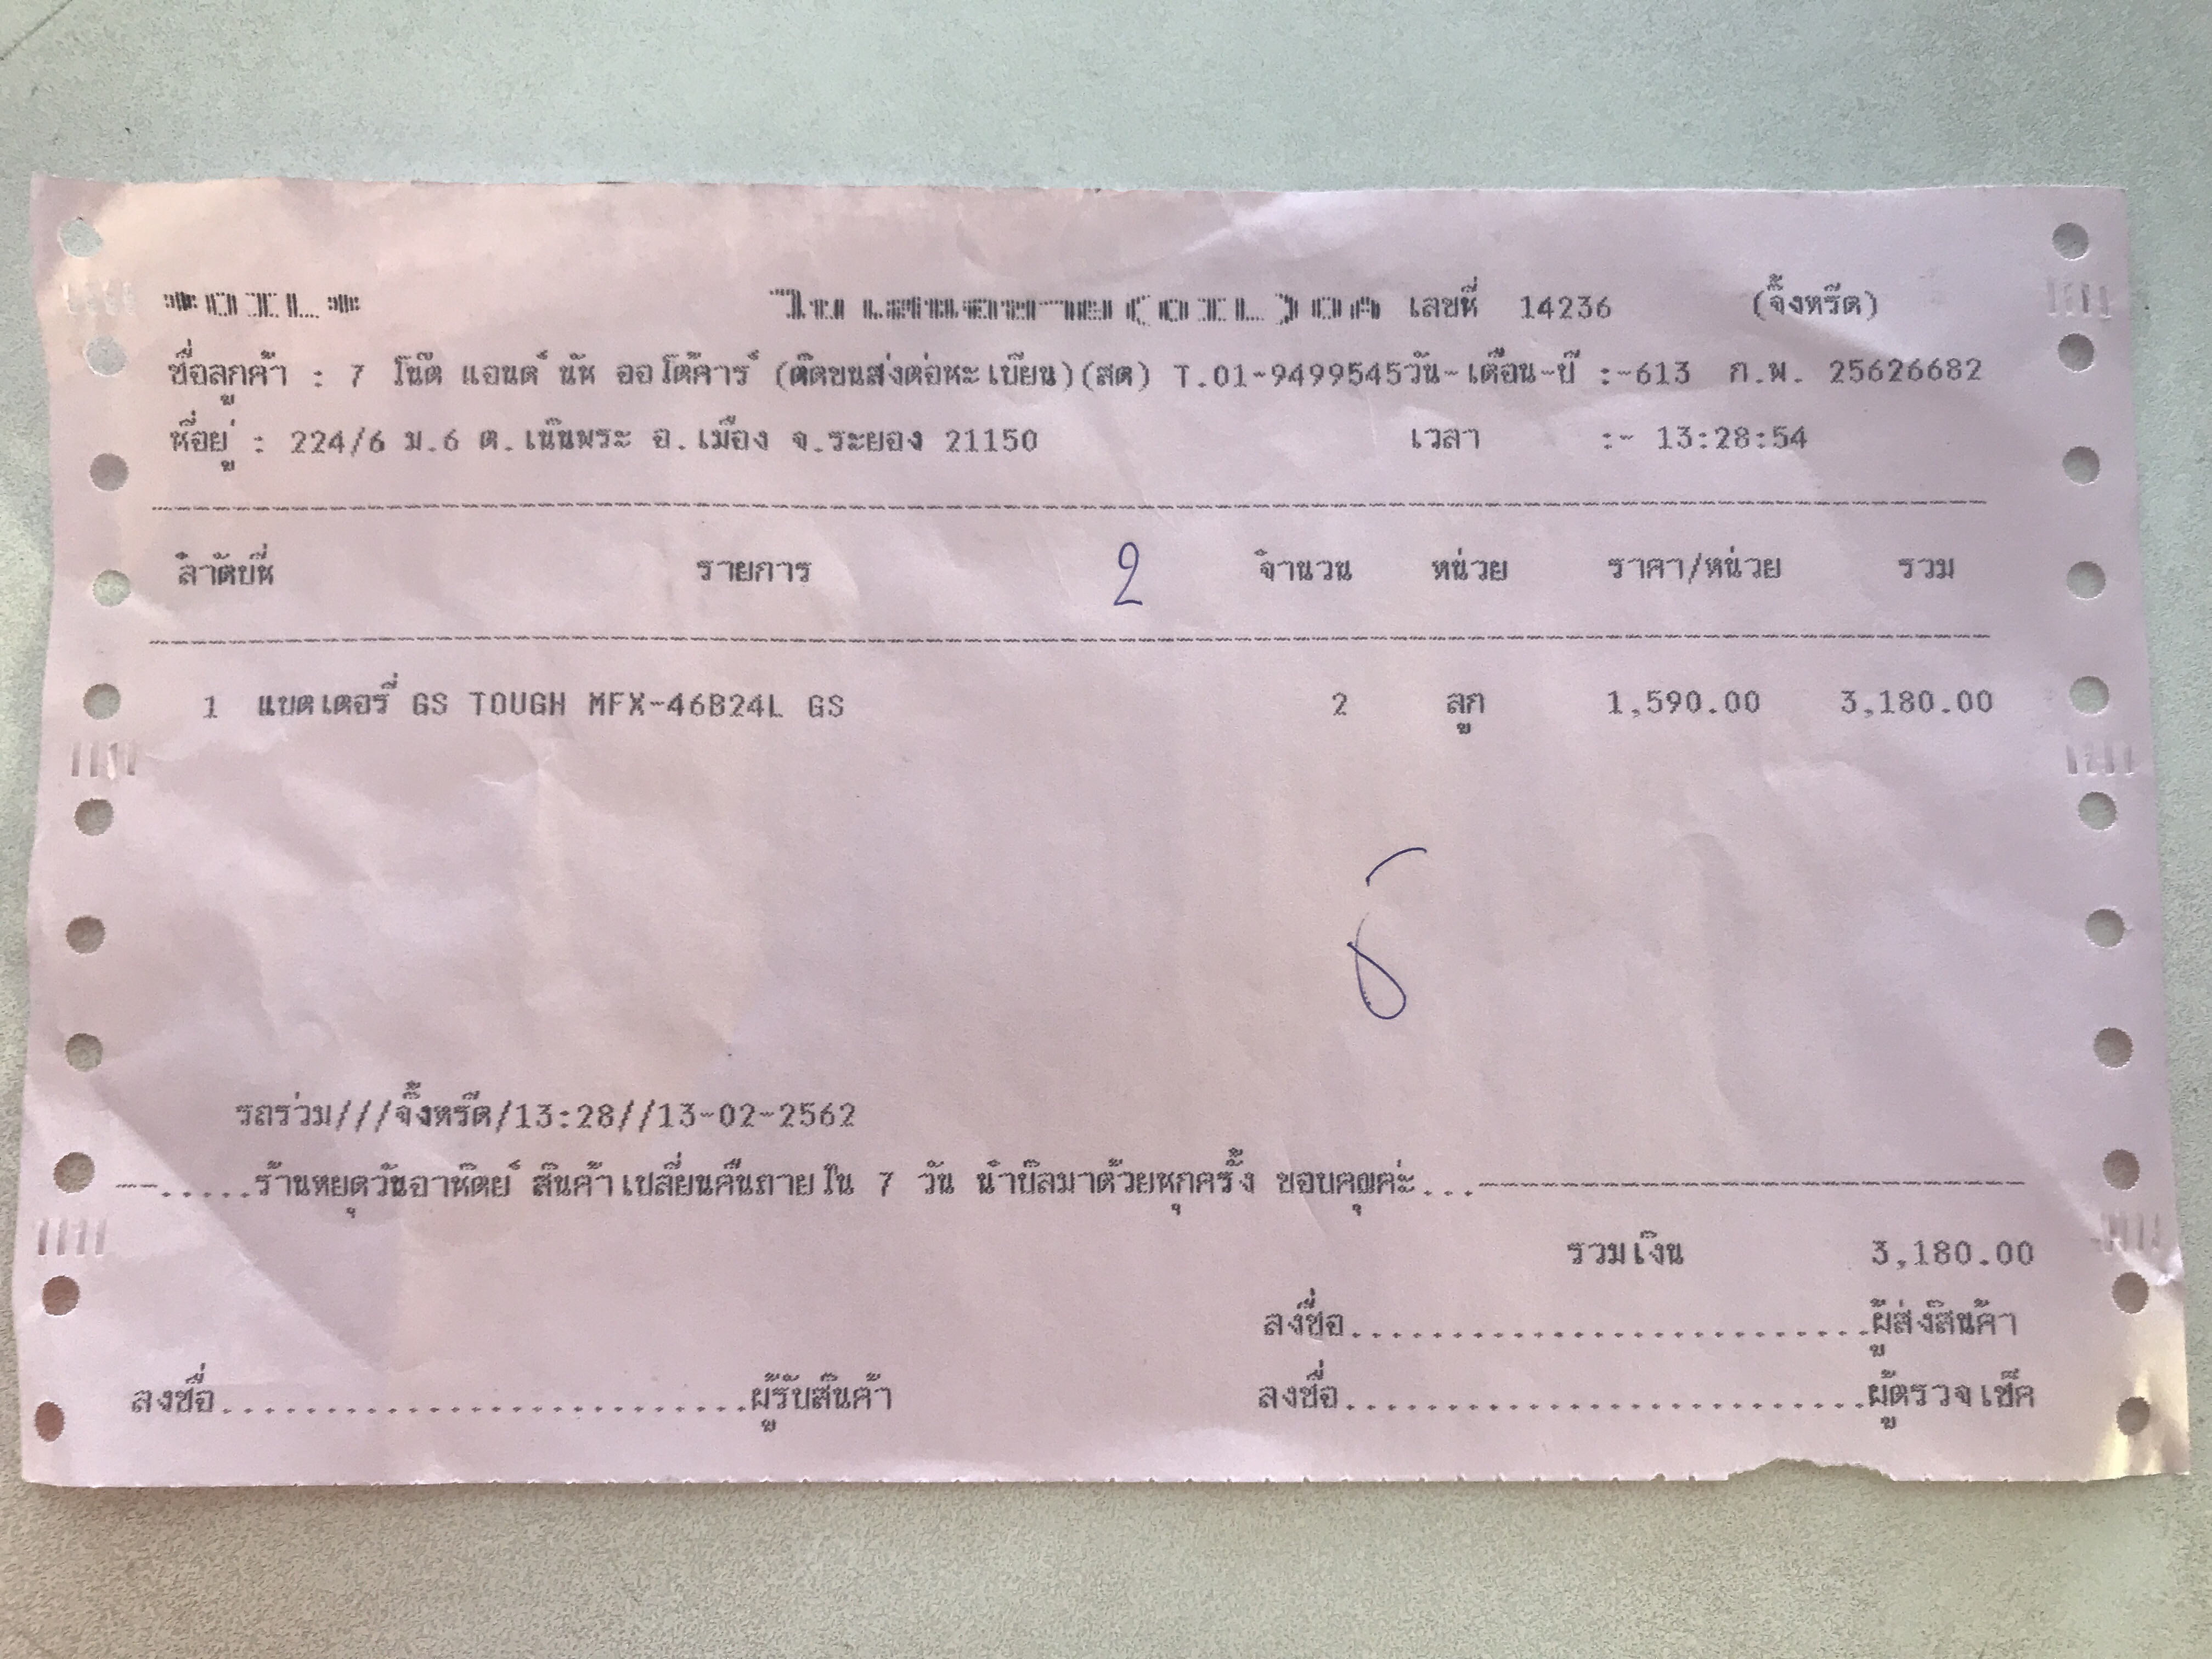 *OIL* ใบเสนอขาย(OIL)OA เลขที่ 14236 (จิ้งหรีด)
ชื่อลูกค้า : 7 โน๊ต แอนด์ นัท ออโต้คาร์ (ติดขนส่งต่อทะเบียน)(สด) T.01-9499545วัน-เดือน-ปี :-613 ก.พ. 25626682
ที่อยู่ : 224/6 ม.6 ต.เนินพระ อ.เมือง จ.ระยอง 21150 เวลา :- 13:28:54
ลำดับที่ รายการ 2 จำนวน หน่วย ราคา/หน่วย รวม
1 แบตเตอรี่ GS TOUGH MFX-46B24L GS 2 ลูก 1,590.00 3,180.00
รถร่วม///จิ้งหรีด/13:28//13-02-2562
--.....ร้านหยุดวันอาทิตย์ สินค้าเปลี่ยนคืนภายใน 7 วัน นำบิลมาด้วยทุกครั้ง ขอบคุณค่ะ...----------------------------
รวมเงิน 3,180.00
ลงชื่อ............................ผู้ส่งสินค้า
ลงชื่อ............................ผู้รับสินค้า ลงชื่อ............................ผู้ตรวจเช็ค